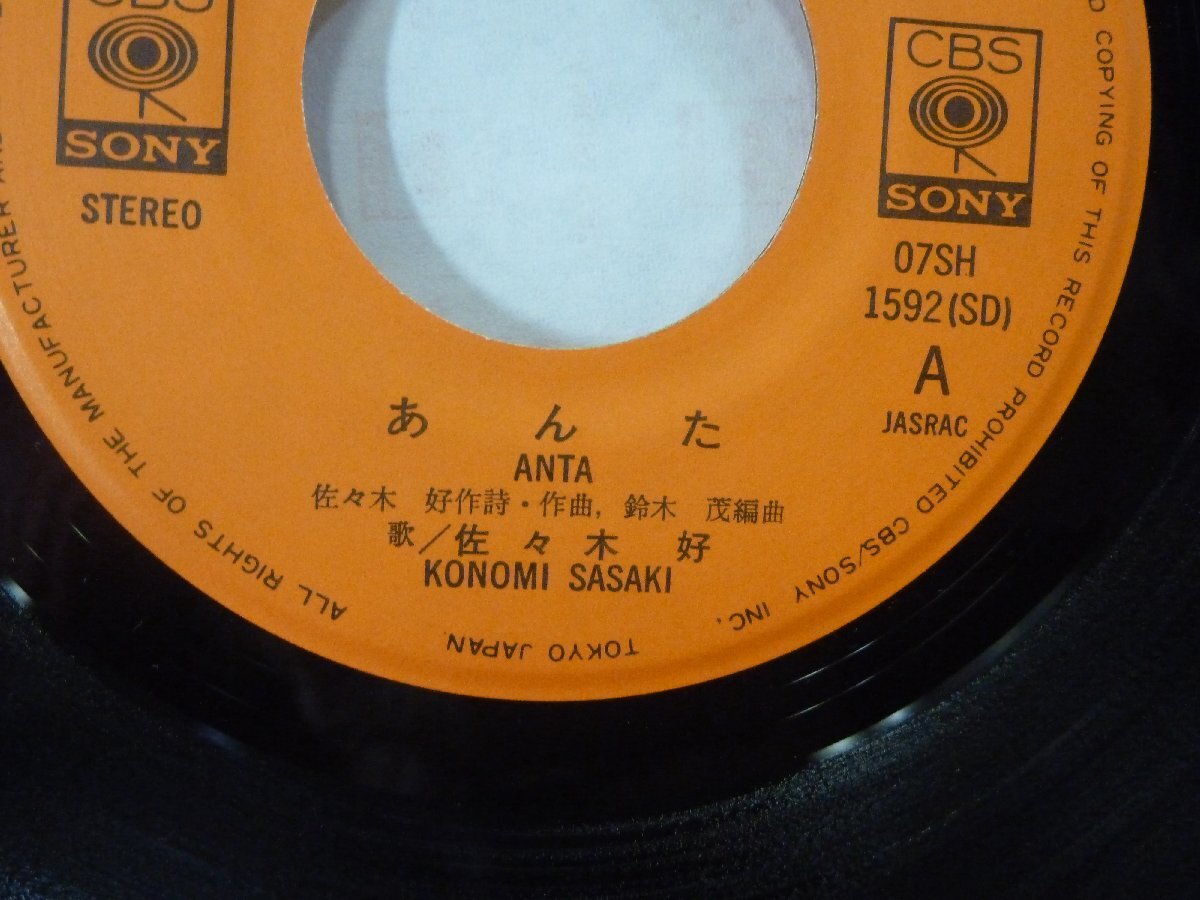 CBS
SONY
STEREO
CBS
SONY
07SH
1592(SD)
A
JASRAC
あんた
ANTA
佐々木 好作詩・作曲, 鈴木 茂編曲
歌／佐々木好
KONOMI SASAKI
ALL RIGHTS OF THE MANUFACTURER AND
COPYING OF THIS RECORD PROHIBITED CBS/SONY INC,
TOKYO JAPAN